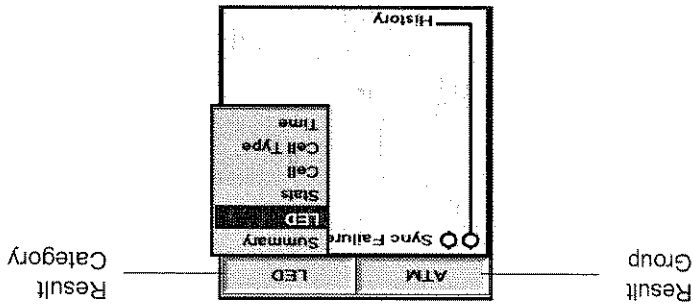 Result
Group
ATM
LED
Result
Category
Sync Failure
Summary
LED
Stats
Cell
Cell Type
Time
History